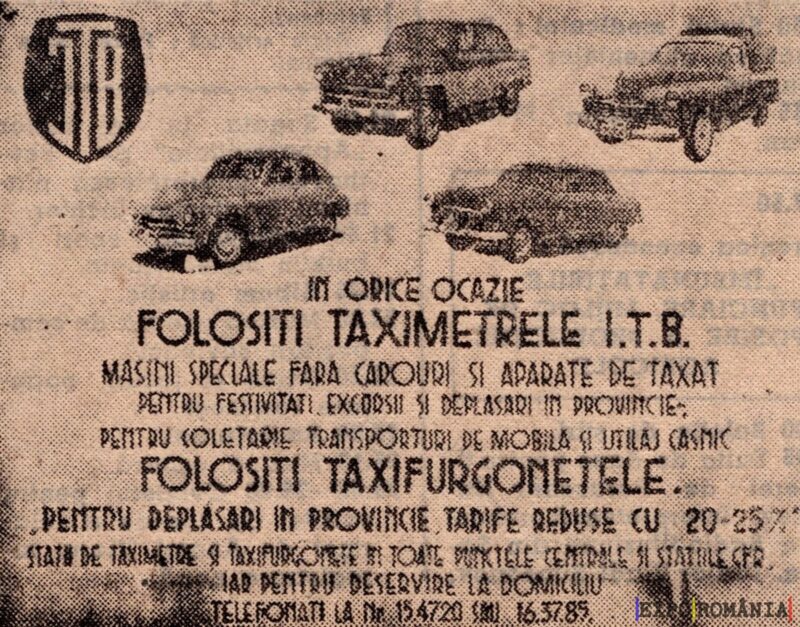 ITB
IN ORICE OCAZIE
FOLOSITI TAXIMETRELE I.T.B.
MASINI SPECIALE FARA CAROURI SI APARATE DE TAXAT
PENTRU FESTIVITATI, EXCURSII SI DEPLASARI IN PROVINCIE-,
PENTRU COLETARIE, TRANSPORTURI DE MOBILA SI UTILAJ CASNIC
FOLOSITI TAXIFURGONETELE.
PENTRU DEPLASARI IN PROVINCIE, TARIFE REDUSE CU 20-25%
STATII DE TAXIMETRE SI TAXIFURGONETE IN TOATE PUNCTELE CENTRALE SI STATIILE CFR,
IAR PENTRU DESERVIRE LA DOMICILIU
TELEFONATI LA Nr. 15.47.20 SAU 16.37.85.
|EIPOROMÂNIA|